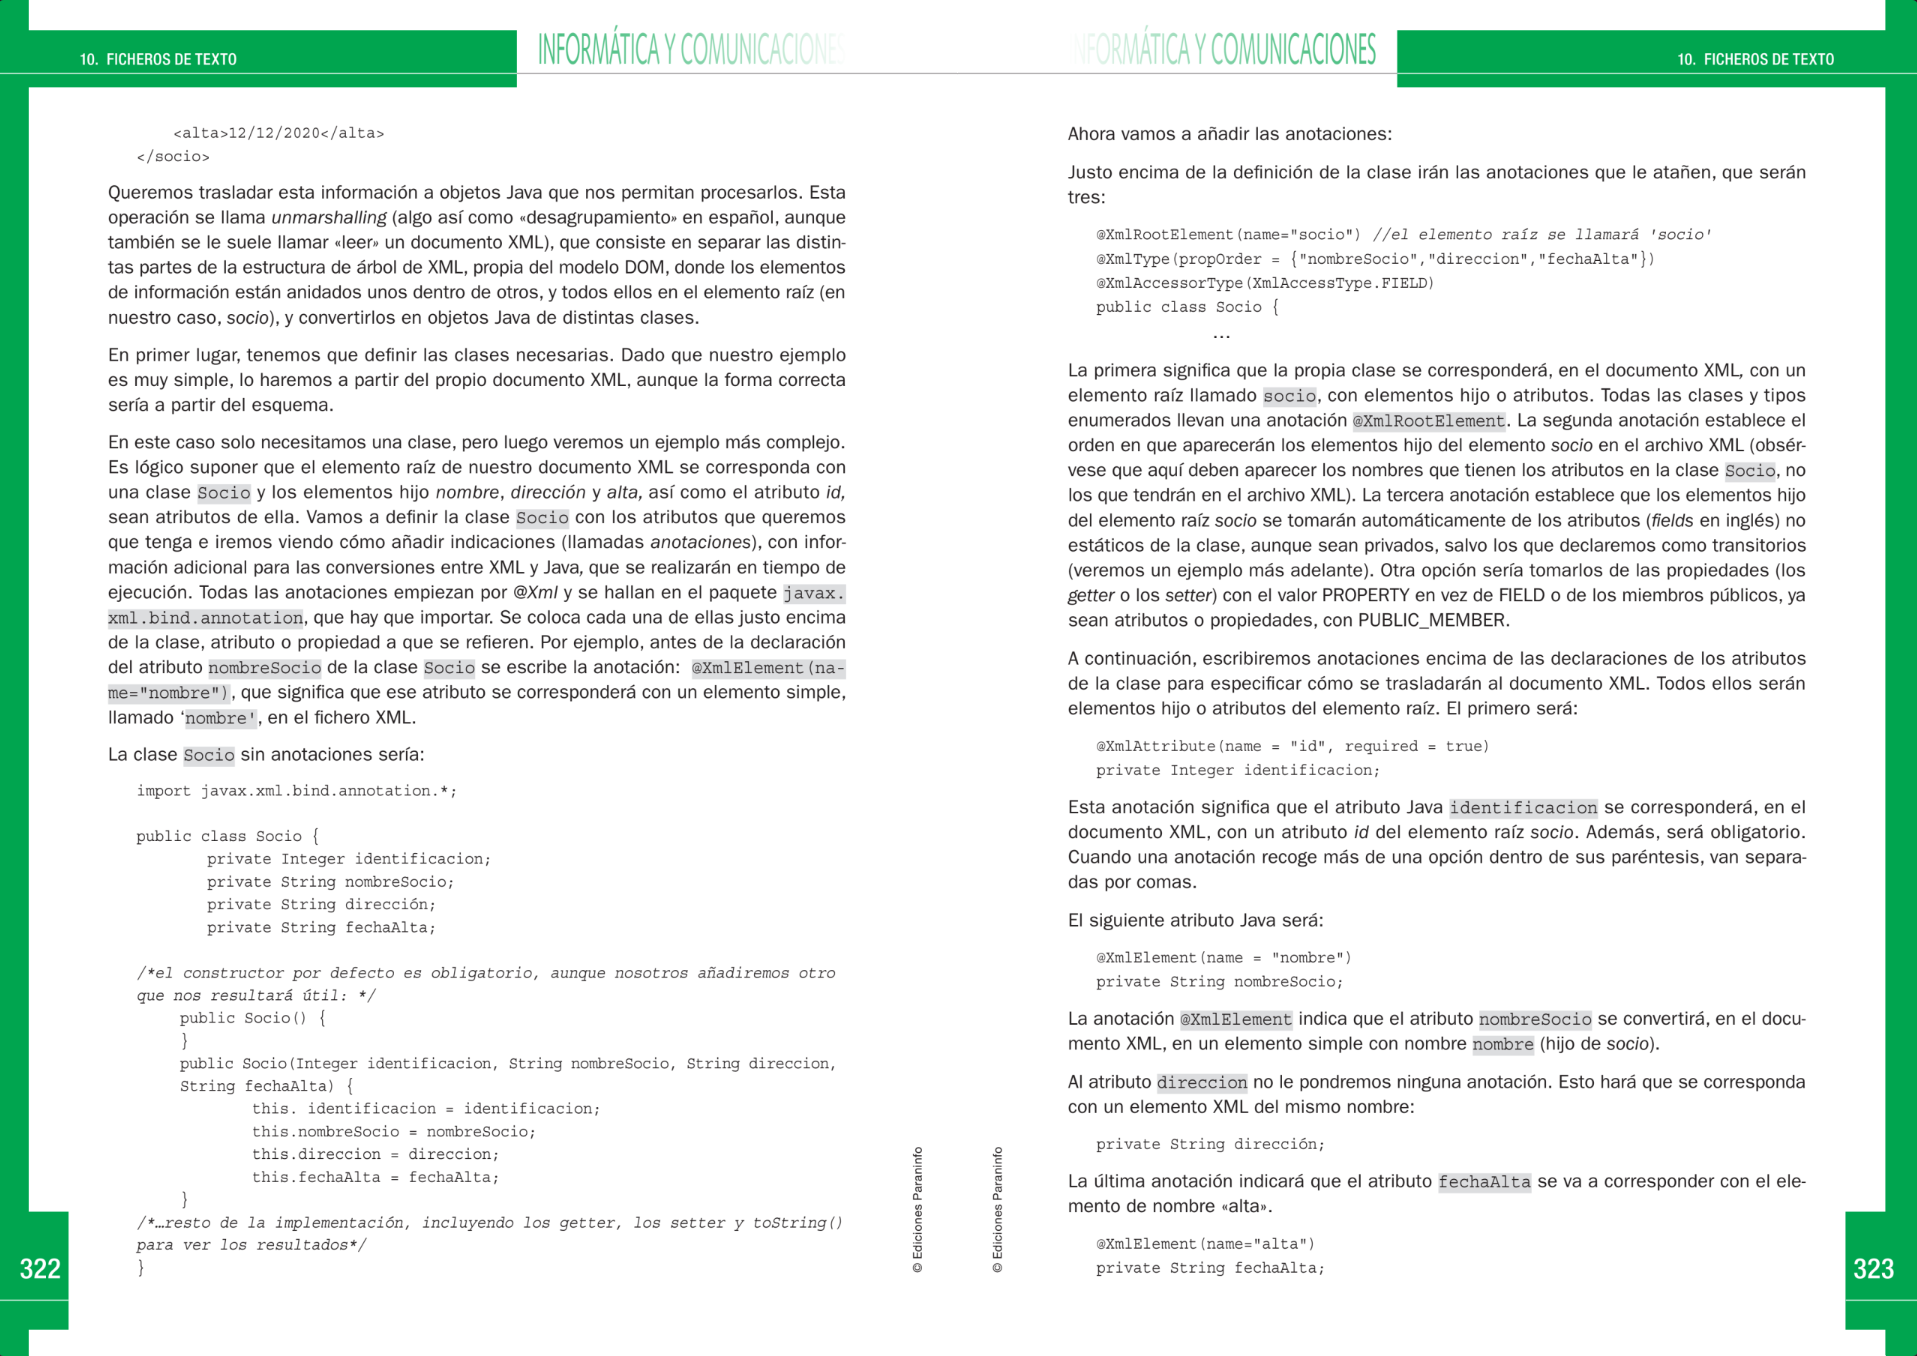 10. FICHEROS DE TEXTO
INFORMÁTICA Y COMUNICACIONES
<alta>12/12/2020</alta>
</socio>
Queremos trasladar esta información a objetos Java que nos permitan procesarlos. Esta
operación se llama unmarshalling (algo así como «desagrupamiento» en español, aunque
también se le suele llamar «leer» un documento XML), que consiste en separar las distin-
tas partes de la estructura de árbol de XML, propia del modelo DOM, donde los elementos
de información están anidados unos dentro de otros, y todos ellos en el elemento raíz (en
nuestro caso, socio), y convertirlos en objetos Java de distintas clases.
En primer lugar, tenemos que definir las clases necesarias. Dado que nuestro ejemplo
es muy simple, lo haremos a partir del propio documento XML, aunque la forma correcta
sería a partir del esquema.
En este caso solo necesitamos una clase, pero luego veremos un ejemplo más complejo.
Es lógico suponer que el elemento raíz de nuestro documento XML se corresponda con
una clase Socio y los elementos hijo nombre, dirección y alta, así como el atributo id,
sean atributos de ella. Vamos a definir la clase Socio con los atributos que queremos
que tenga e iremos viendo cómo añadir indicaciones (llamadas anotaciones), con infor-
mación adicional para las conversiones entre XML y Java, que se realizarán en tiempo de
ejecución. Todas las anotaciones empiezan por @Xml y se hallan en el paquete javax.
xml.bind.annotation, que hay que importar. Se coloca cada una de ellas justo encima
de la clase, atributo o propiedad a que se refieren. Por ejemplo, antes de la declaración
del atributo nombreSocio de la clase Socio se escribe la anotación: @XmlElement(na-
me="nombre"), que significa que ese atributo se corresponderá con un elemento simple,
llamado ‘nombre', en el fichero XML.
La clase Socio sin anotaciones sería:
import javax.xml.bind.annotation.*;
public class Socio {
private Integer identificacion;
private String nombreSocio;
private String dirección;
private String fechaAlta;
/*el constructor por defecto es obligatorio, aunque nosotros añadiremos otro
que nos resultará útil: */
public Socio() {
}
public Socio(Integer identificacion, String nombreSocio, String direccion,
String fechaAlta) {
this. identificacion = identificacion;
this.nombreSocio = nombreSocio;
this.direccion = direccion;
this.fechaAlta = fechaAlta;
}
/*…resto de la implementación, incluyendo los getter, los setter y toString()
para ver los resultados*/
}
322
© Ediciones Paraninfo
INFORMÁTICA Y COMUNICACIONES
10. FICHEROS DE TEXTO
Ahora vamos a añadir las anotaciones:
Justo encima de la definición de la clase irán las anotaciones que le atañen, que serán
tres:
@XmlRootElement(name="socio") //el elemento raíz se llamará 'socio'
@XmlType(propOrder = {"nombreSocio","direccion","fechaAlta"})
@XmlAccessorType(XmlAccessType.FIELD)
public class Socio {
...
La primera significa que la propia clase se corresponderá, en el documento XML, con un
elemento raíz llamado socio, con elementos hijo o atributos. Todas las clases y tipos
enumerados llevan una anotación @XmlRootElement. La segunda anotación establece el
orden en que aparecerán los elementos hijo del elemento socio en el archivo XML (obsér-
vese que aquí deben aparecer los nombres que tienen los atributos en la clase Socio, no
los que tendrán en el archivo XML). La tercera anotación establece que los elementos hijo
del elemento raíz socio se tomarán automáticamente de los atributos (fields en inglés) no
estáticos de la clase, aunque sean privados, salvo los que declaremos como transitorios
(veremos un ejemplo más adelante). Otra opción sería tomarlos de las propiedades (los
getter o los setter) con el valor PROPERTY en vez de FIELD o de los miembros públicos, ya
sean atributos o propiedades, con PUBLIC_MEMBER.
A continuación, escribiremos anotaciones encima de las declaraciones de los atributos
de la clase para especificar cómo se trasladarán al documento XML. Todos ellos serán
elementos hijo o atributos del elemento raíz. El primero será:
@XmlAttribute(name = "id", required = true)
private Integer identificacion;
Esta anotación significa que el atributo Java identificacion se corresponderá, en el
documento XML, con un atributo id del elemento raíz socio. Además, será obligatorio.
Cuando una anotación recoge más de una opción dentro de sus paréntesis, van separa-
das por comas.
El siguiente atributo Java será:
@XmlElement(name = "nombre")
private String nombreSocio;
La anotación @XmlElement indica que el atributo nombreSocio se convertirá, en el docu-
mento XML, en un elemento simple con nombre nombre (hijo de socio).
Al atributo direccion no le pondremos ninguna anotación. Esto hará que se corresponda
con un elemento XML del mismo nombre:
private String dirección;
La última anotación indicará que el atributo fechaAlta se va a corresponder con el ele-
mento de nombre «alta».
@XmlElement(name="alta")
private String fechaAlta;
© Ediciones Paraninfo
323